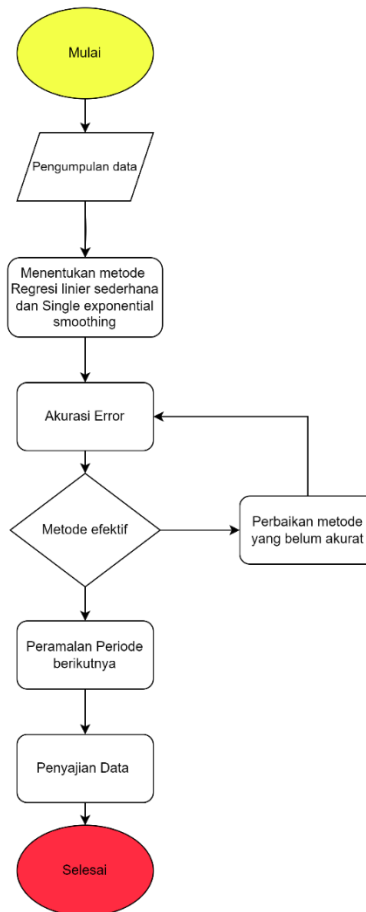 Mulai
Pengumpulan data
Menentukan metode
Regresi linier sederhana
dan Single exponential
smoothing
Akurasi Error
Metode efektif
Perbaikan metode
yang belum akurat
Peramalan Periode
berikutnya
Penyajian Data
Selesai